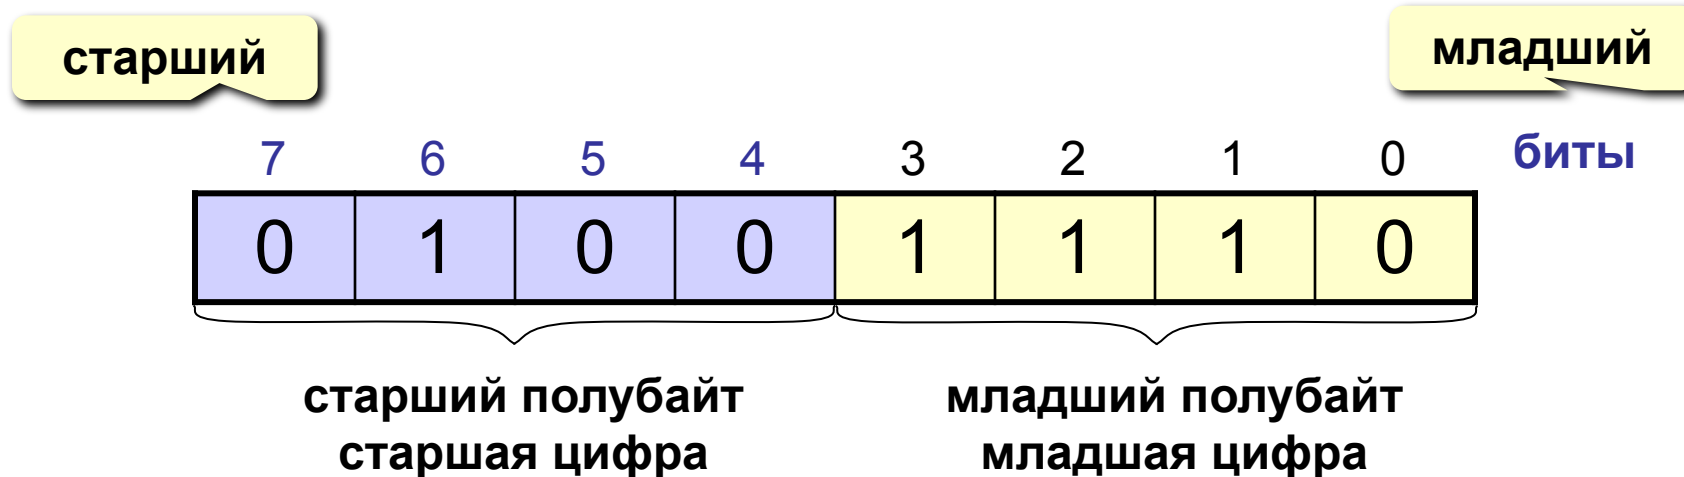 старший младший
7 6 5 4 3 2 1 0 биты
0 1 0 0 1 1 1 0
старший полубайт
старшая цифра
младший полубайт
младшая цифра